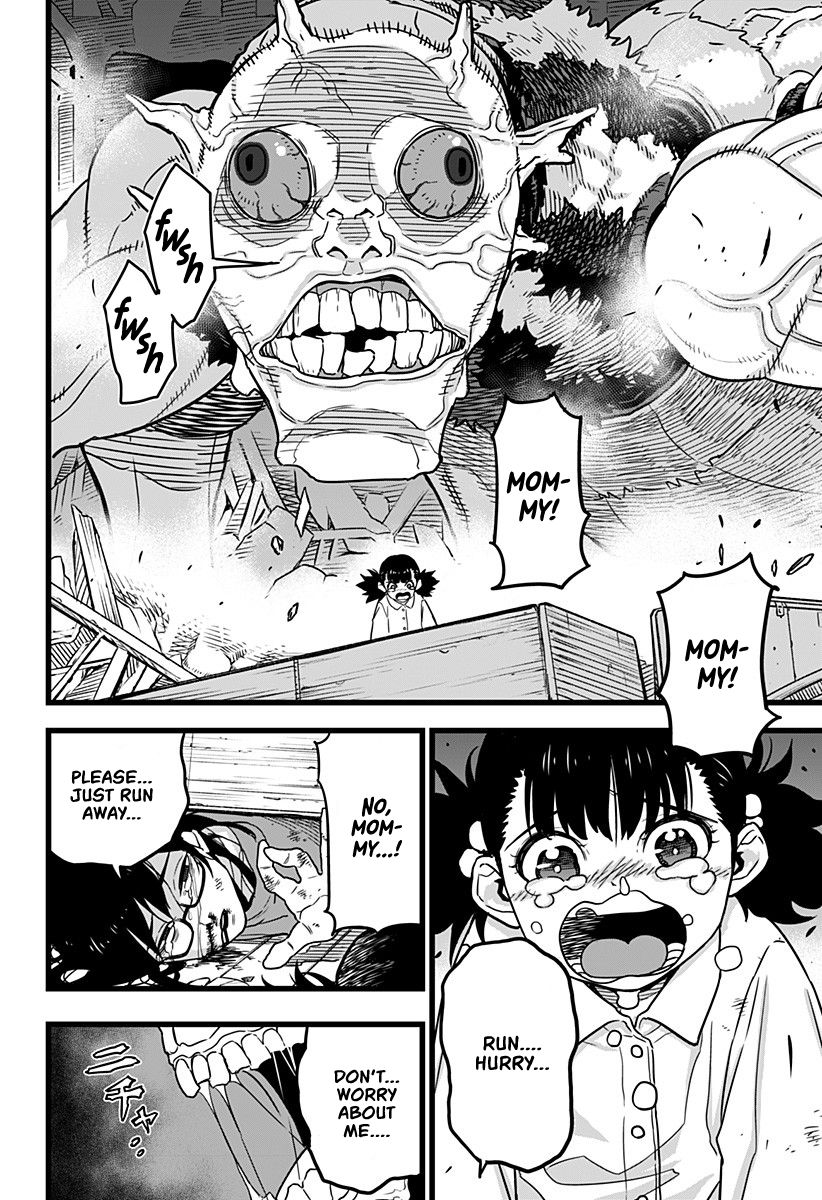 MOM-
MY!
MOM-
MY!
fwsh
fwsh
RUN....
HURRY...
NO,
MOM-
MY...!
PLEASE...
JUST RUN
AWAY...
DON'T...
WORRY
ABOUT
ME....
ニチャ..